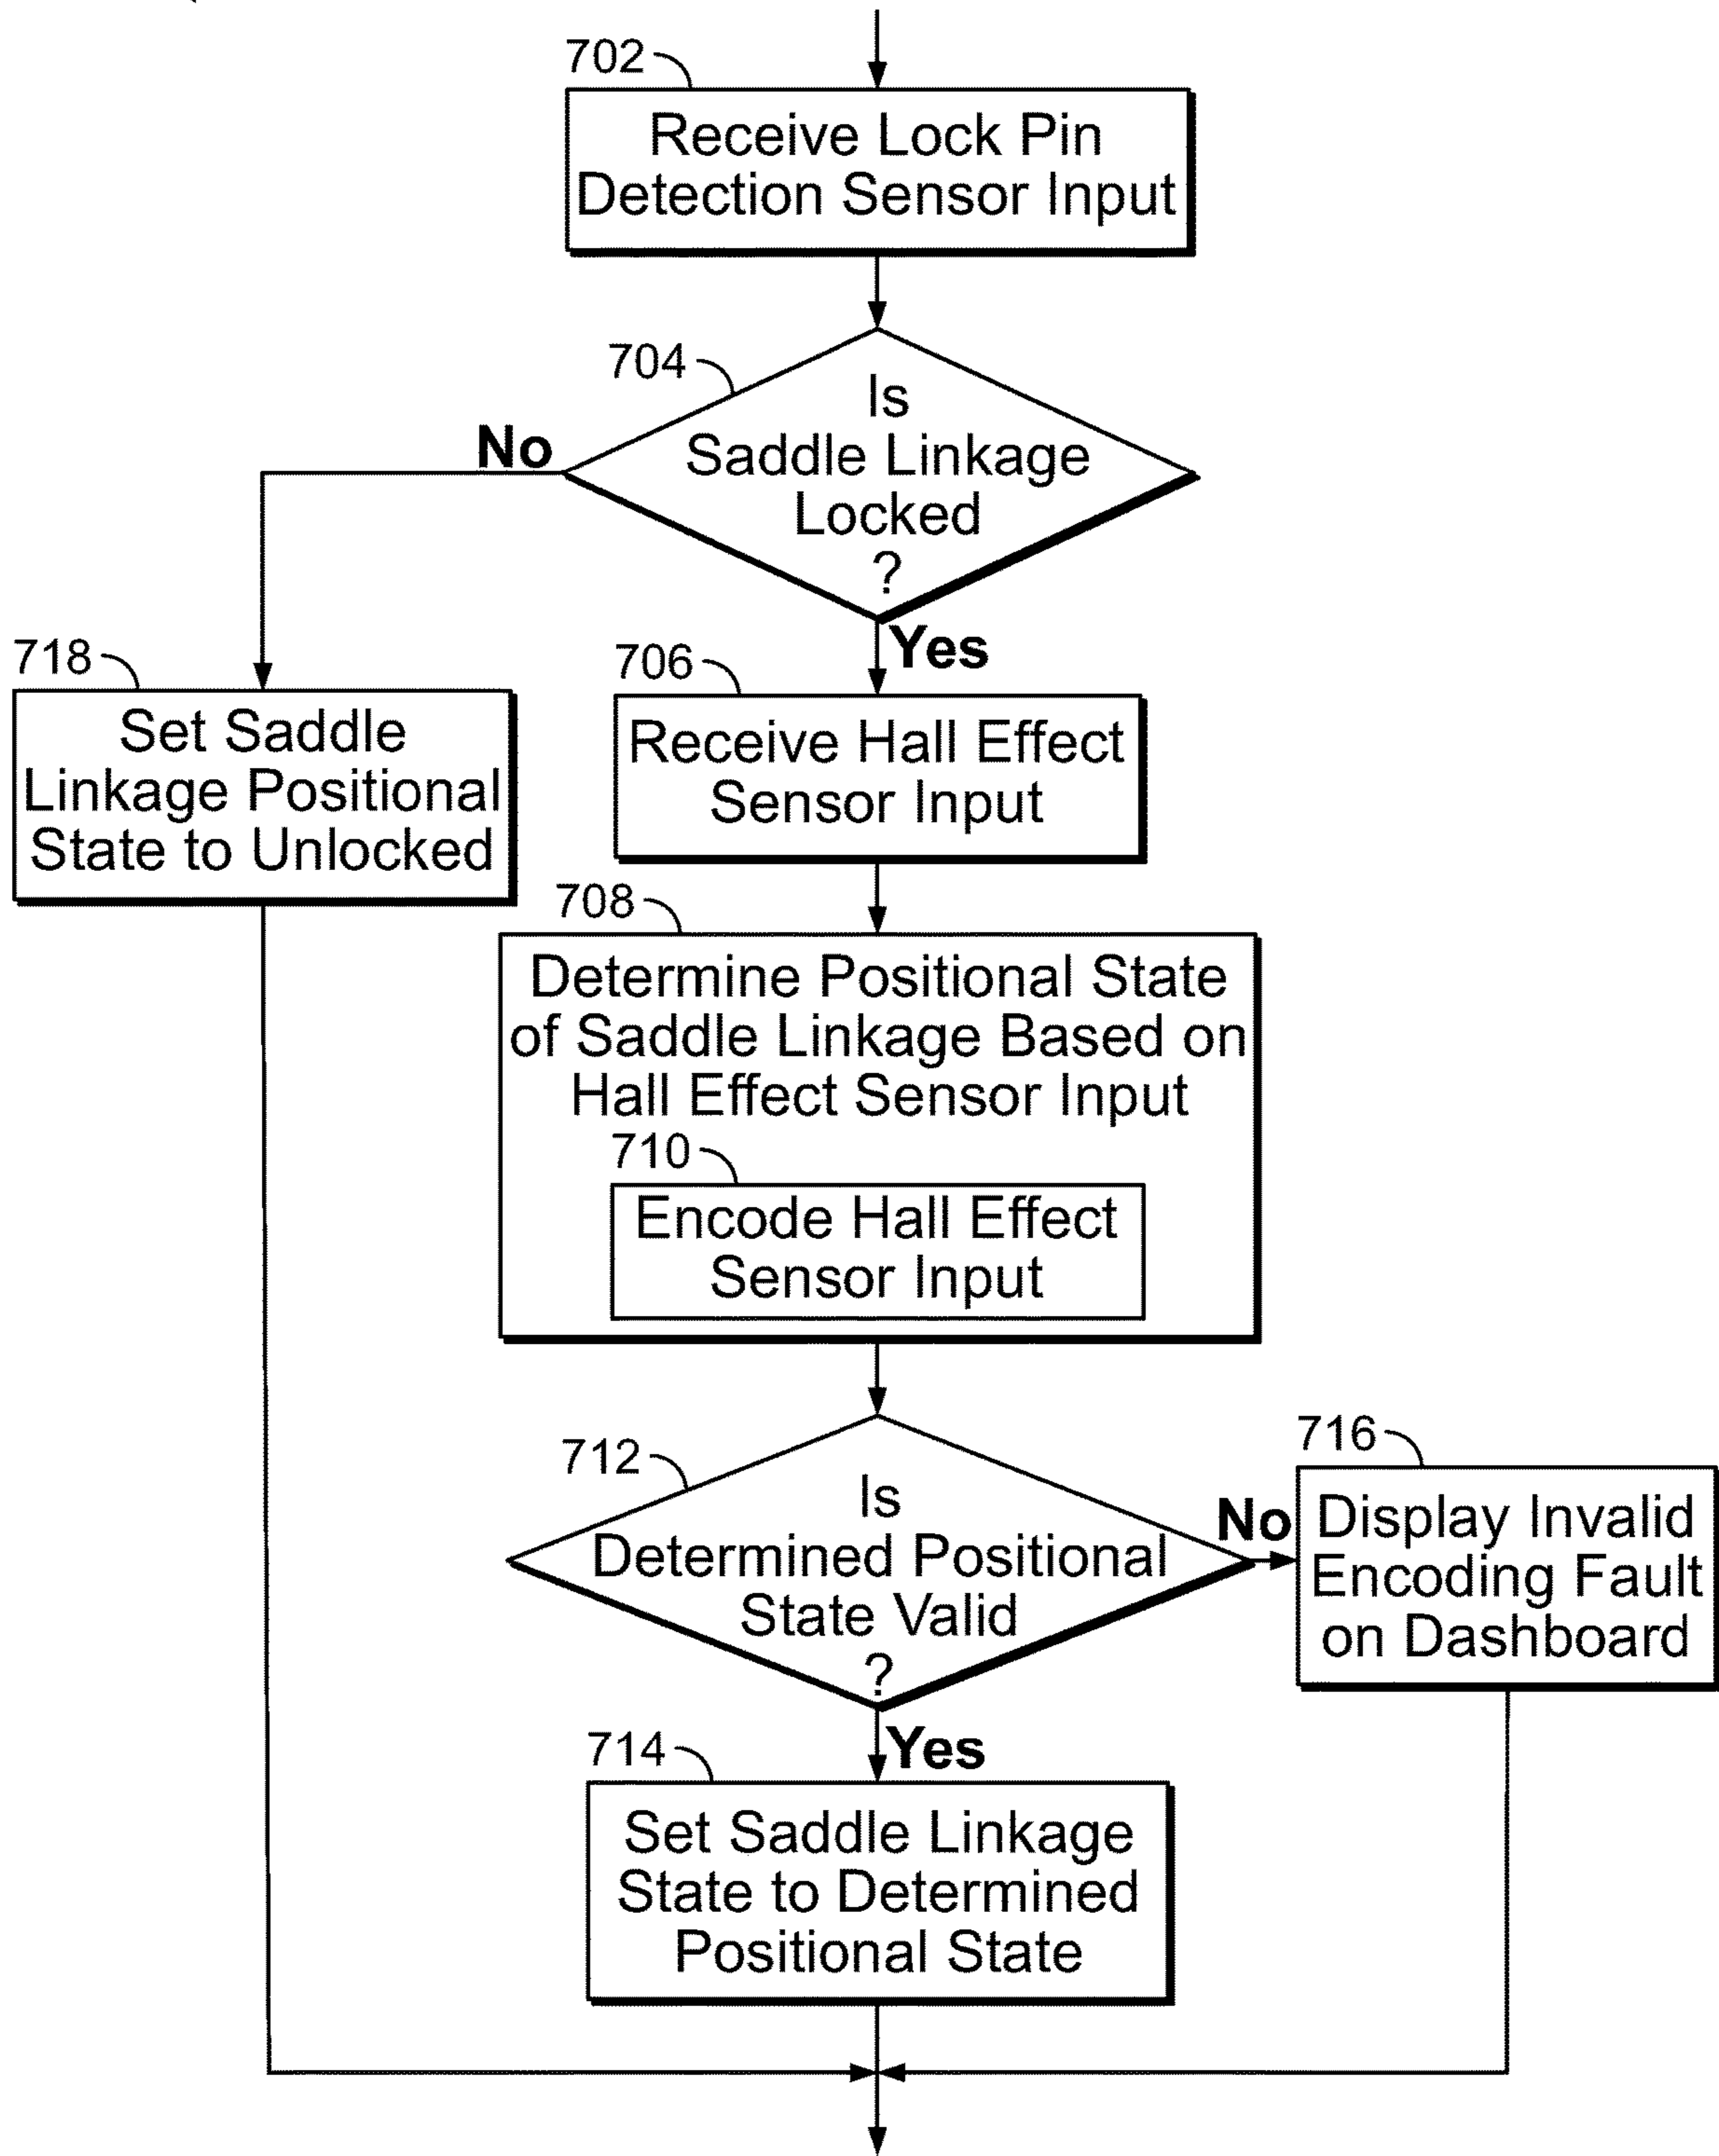 702
Receive Lock Pin
Detection Sensor Input
704
Is
Saddle Linkage
Locked
?
No
Yes
718
Set Saddle
Linkage Positional
State to Unlocked
706
Receive Hall Effect
Sensor Input
708
Determine Positional State
of Saddle Linkage Based on
Hall Effect Sensor Input
710
Encode Hall Effect
Sensor Input
712
Is
Determined Positional
State Valid
?
No
Yes
716
Display Invalid
Encoding Fault
on Dashboard
714
Set Saddle Linkage
State to Determined
Positional State